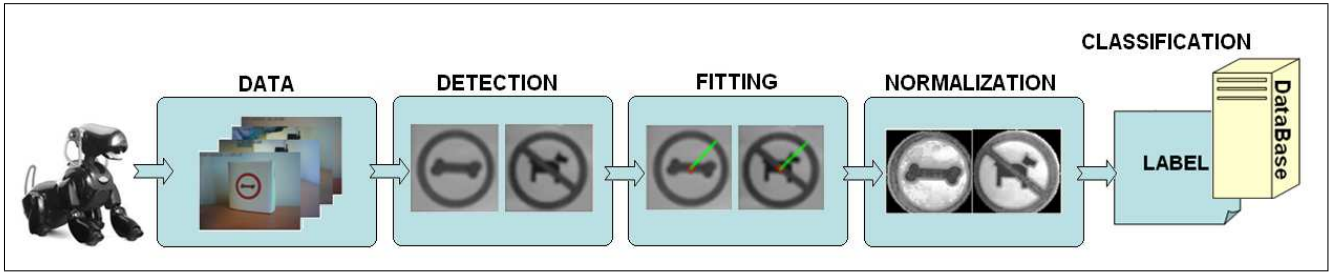 CLASSIFICATION
DATA
DETECTION
FITTING
NORMALIZATION
LABEL
DataBase